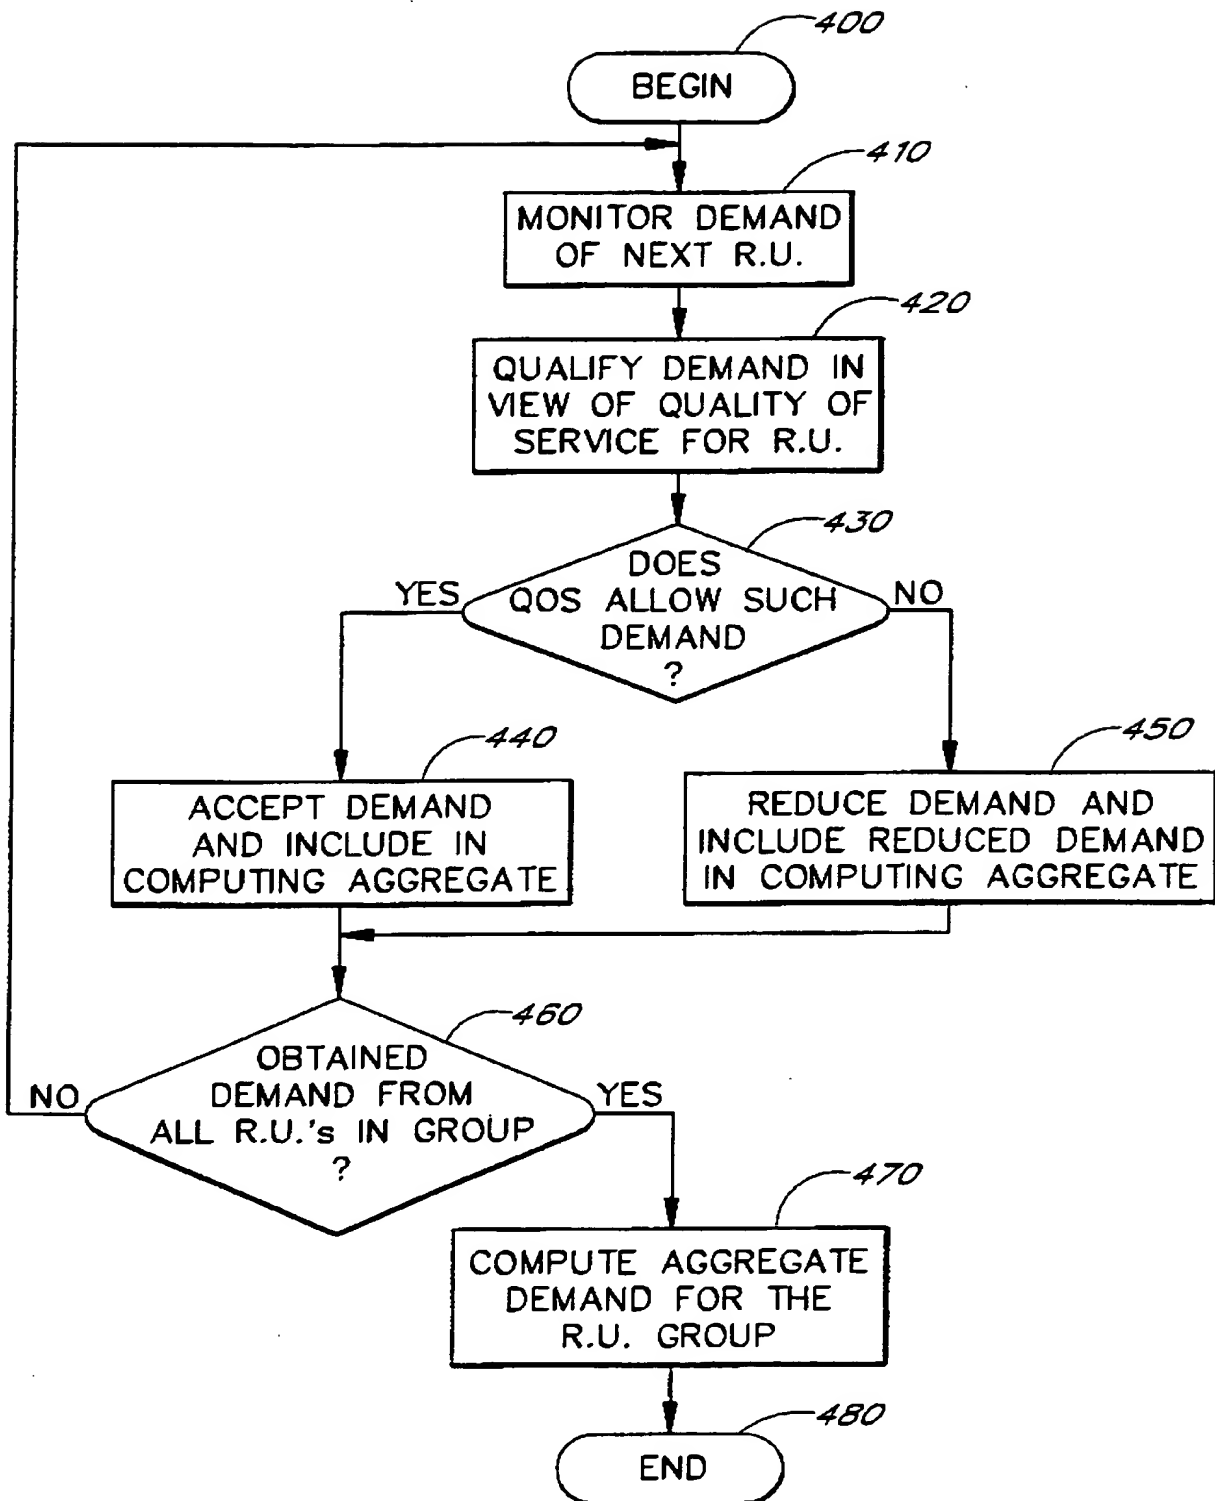 400
BEGIN
410
MONITOR DEMAND
OF NEXT R.U.
420
QUALIFY DEMAND IN
VIEW OF QUALITY OF
SERVICE FOR R.U.
430
DOES
QOS ALLOW SUCH
DEMAND
?
YES
NO
440
ACCEPT DEMAND
AND INCLUDE IN
COMPUTING AGGREGATE
450
REDUCE DEMAND AND
INCLUDE REDUCED DEMAND
IN COMPUTING AGGREGATE
460
OBTAINED
DEMAND FROM
ALL R.U.'s IN GROUP
?
NO
YES
470
COMPUTE AGGREGATE
DEMAND FOR THE
R.U. GROUP
480
END